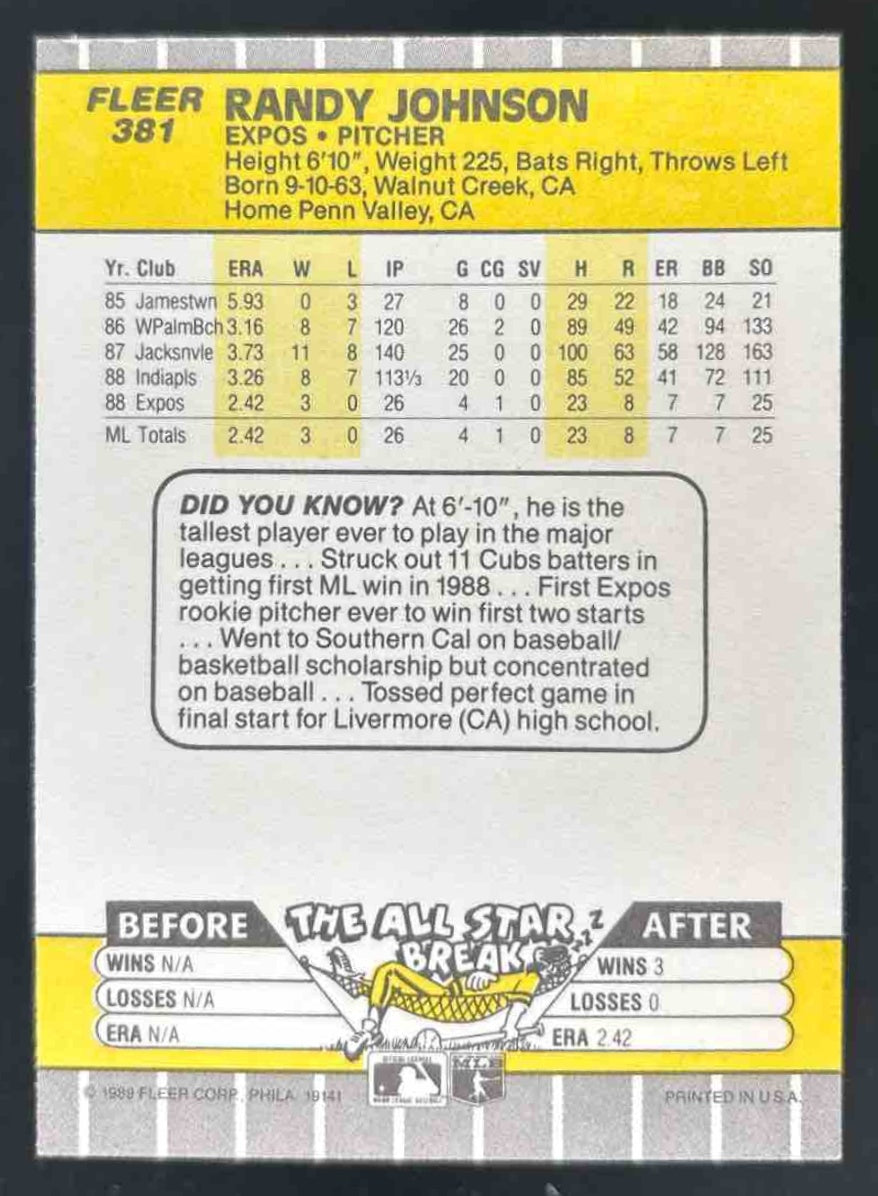 FLEER
381
RANDY JOHNSON
EXPOS • PITCHER
Height 6'10", Weight 225, Bats Right, Throws Left
Born 9-10-63, Walnut Creek, CA
Home Penn Valley, CA
Yr. Club ERA W L IP G CG SV H R ER BB SO
85 Jamestwn 5.93 0 3 27 8 0 0 29 22 18 24 21
86 WPalmBch 3.16 8 7 120 26 2 0 89 49 42 94 133
87 Jacksnvle 3.73 11 8 140 25 0 0 100 63 58 128 163
88 Indiapls 3.26 8 7 113⅓ 20 0 0 85 52 41 72 111
88 Expos 2.42 3 0 26 4 1 0 23 8 7 7 25
ML Totals 2.42 3 0 26 4 1 0 23 8 7 7 25
DID YOU KNOW? At 6'-10", he is the
tallest player ever to play in the major
leagues . . . Struck out 11 Cubs batters in
getting first ML win in 1988 . . . First Expos
rookie pitcher ever to win first two starts
. . . Went to Southern Cal on baseball/
basketball scholarship but concentrated
on baseball . . . Tossed perfect game in
final start for Livermore (CA) high school.
BEFORE THE ALL STAR BREAK zzzZ AFTER
WINS N/A WINS 3
LOSSES N/A LOSSES 0
ERA N/A ERA 2.42
MLB
© 1989 FLEER CORP., PHILA. 19141 PRINTED IN U.S.A.